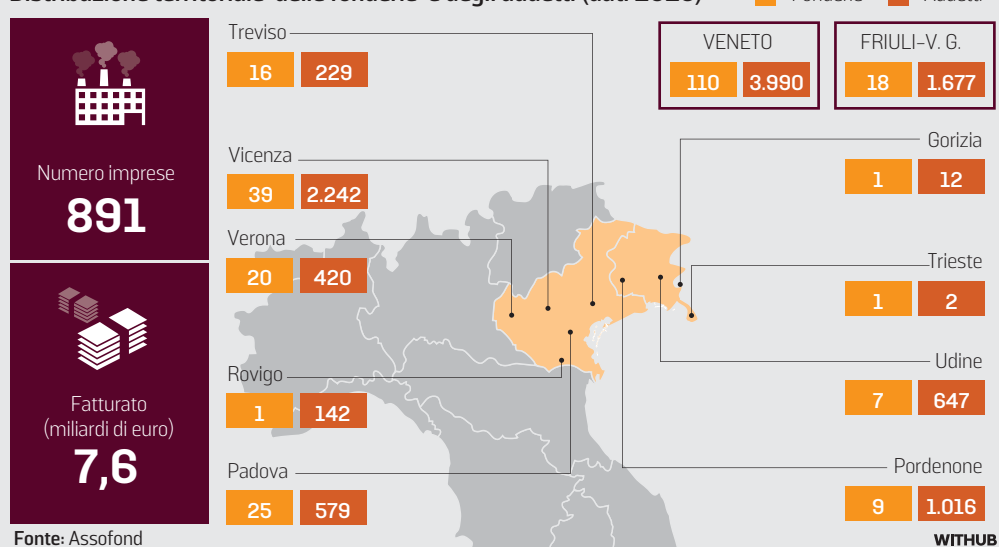 Numero imprese
891
Fatturato
(miliardi di euro)
7,6
Treviso
16 229
Vicenza
39 2.242
Verona
20 420
Rovigo
1 142
Padova
25 579
VENETO
110 3.990
FRIULI-V. G.
18 1.677
Gorizia
1 12
Trieste
1 2
Udine
7 647
Pordenone
9 1.016
Fonte: Assofond
WITHUB